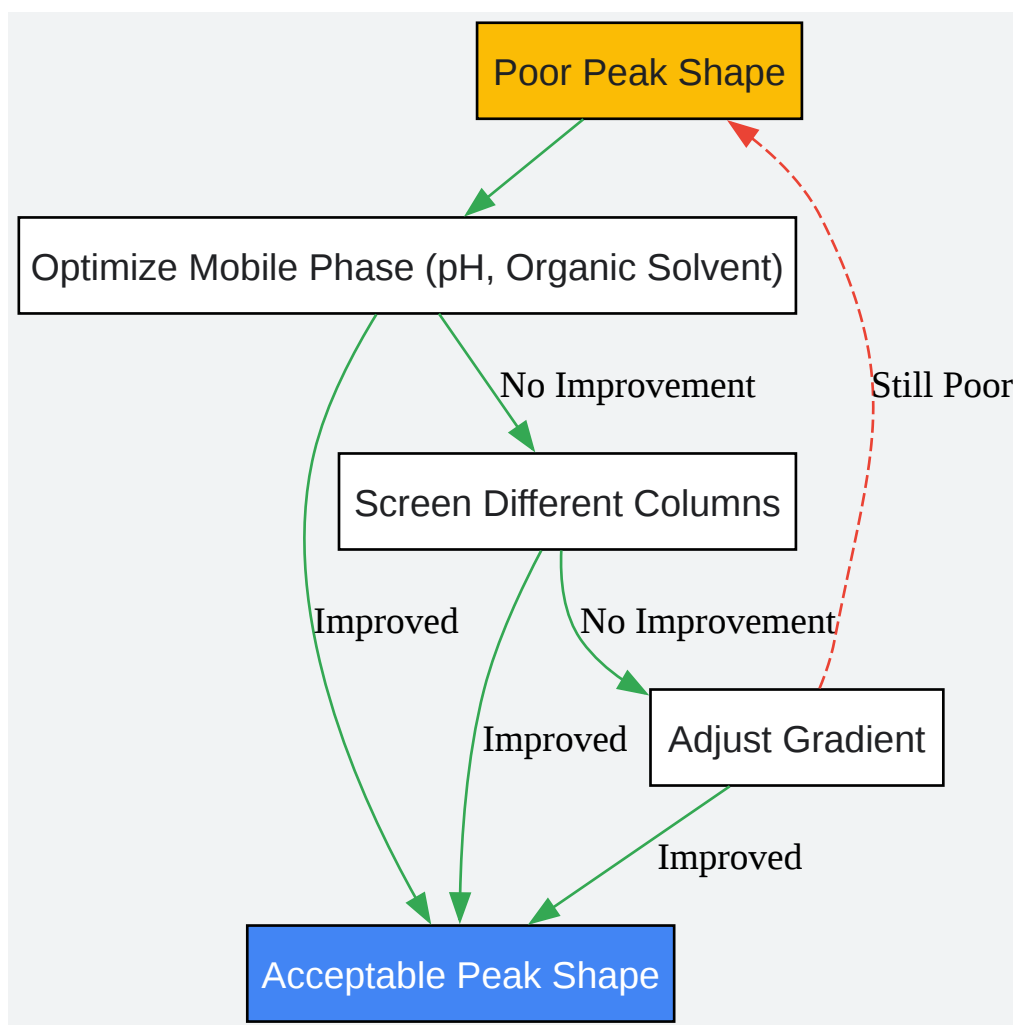 Poor Peak Shape
Optimize Mobile Phase (pH, Organic Solvent)
No Improvement
Still Poor
Screen Different Columns
Improved
No Improvement
Improved
Adjust Gradient
Improved
Acceptable Peak Shape